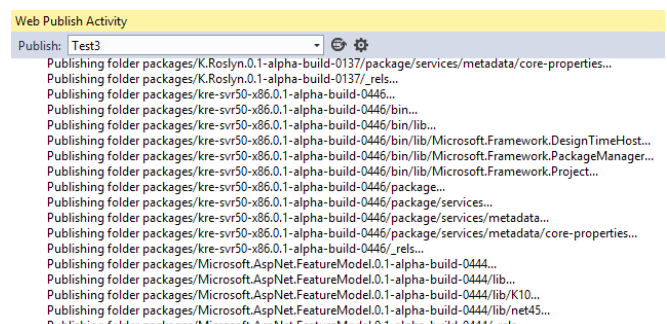 Web Publish Activity
Publish: Test3
Publishing folder packages/K.Roslyn.0.1-alpha-build-0137/package/services/metadata/core-properties...
Publishing folder packages/K.Roslyn.0.1-alpha-build-0137/_rels...
Publishing folder packages/kre-svr50-x86.0.1-alpha-build-0446...
Publishing folder packages/kre-svr50-x86.0.1-alpha-build-0446/bin...
Publishing folder packages/kre-svr50-x86.0.1-alpha-build-0446/bin/lib...
Publishing folder packages/kre-svr50-x86.0.1-alpha-build-0446/bin/lib/Microsoft.Framework.DesignTimeHost...
Publishing folder packages/kre-svr50-x86.0.1-alpha-build-0446/bin/lib/Microsoft.Framework.PackageManager...
Publishing folder packages/kre-svr50-x86.0.1-alpha-build-0446/bin/lib/Microsoft.Framework.Project...
Publishing folder packages/kre-svr50-x86.0.1-alpha-build-0446/package...
Publishing folder packages/kre-svr50-x86.0.1-alpha-build-0446/package/services...
Publishing folder packages/kre-svr50-x86.0.1-alpha-build-0446/package/services/metadata...
Publishing folder packages/kre-svr50-x86.0.1-alpha-build-0446/package/services/metadata/core-properties...
Publishing folder packages/kre-svr50-x86.0.1-alpha-build-0446/_rels...
Publishing folder packages/Microsoft.AspNet.FeatureModel.0.1-alpha-build-0444...
Publishing folder packages/Microsoft.AspNet.FeatureModel.0.1-alpha-build-0444/lib...
Publishing folder packages/Microsoft.AspNet.FeatureModel.0.1-alpha-build-0444/lib/K10...
Publishing folder packages/Microsoft.AspNet.FeatureModel.0.1-alpha-build-0444/lib/net45...